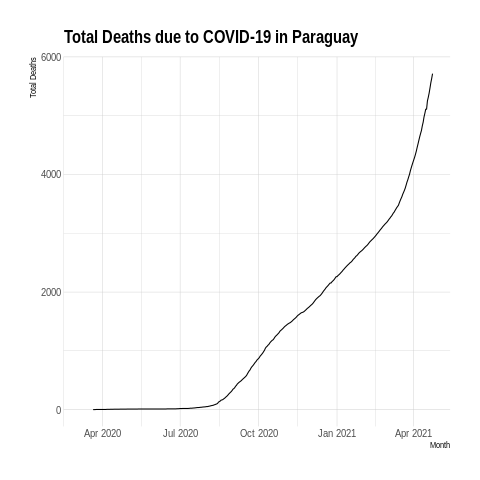 Total Deaths due to COVID-19 in Paraguay
Total Deaths
6000
4000
2000
0
Apr 2020 Jul 2020 Oct 2020 Jan 2021 Apr 2021
Month